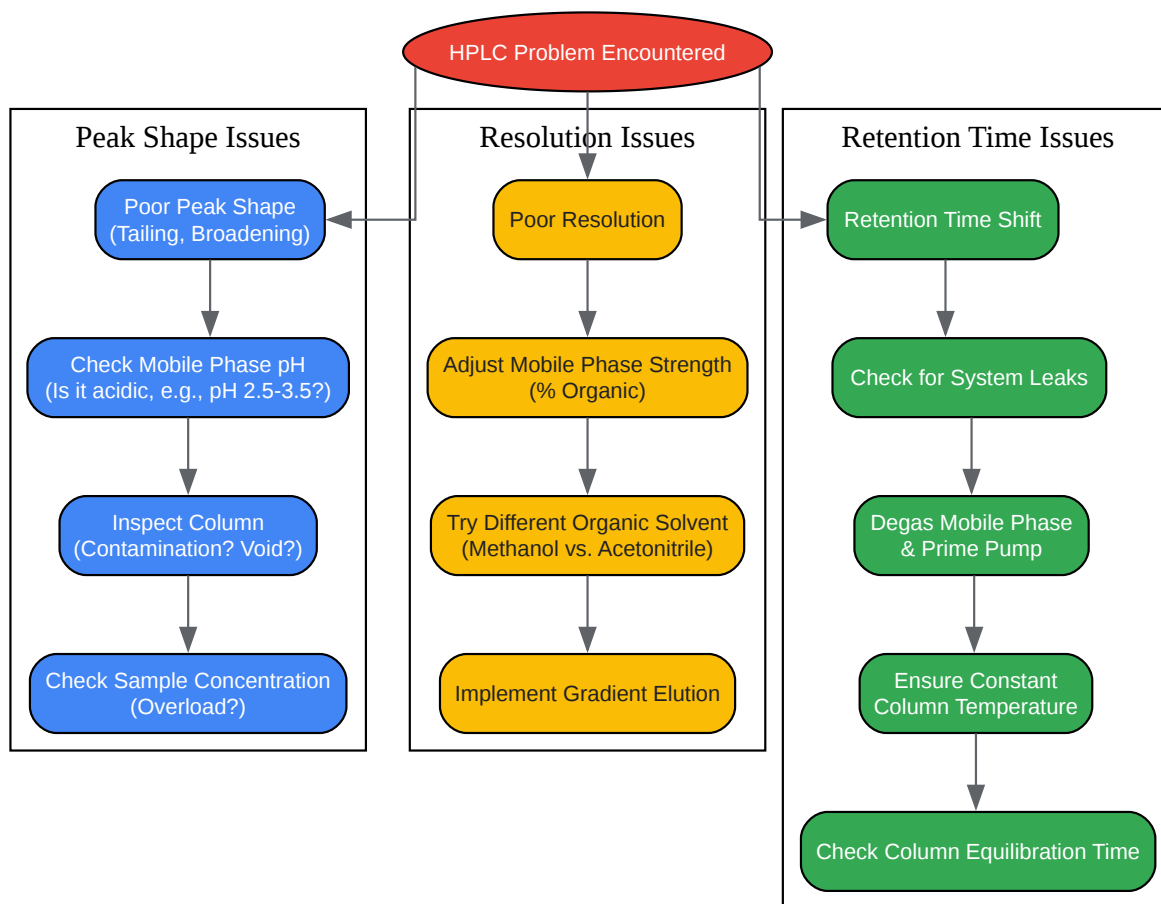 HPLC Problem Encountered
Peak Shape Issues
Poor Peak Shape
(Tailing, Broadening)
Check Mobile Phase pH
(Is it acidic, e.g., pH 2.5-3.5?)
Inspect Column
(Contamination? Void?)
Check Sample Concentration
(Overload?)
Resolution Issues
Poor Resolution
Adjust Mobile Phase Strength
(% Organic)
Try Different Organic Solvent
(Methanol vs. Acetonitrile)
Implement Gradient Elution
Retention Time Issues
Retention Time Shift
Check for System Leaks
Degas Mobile Phase
& Prime Pump
Ensure Constant
Column Temperature
Check Column Equilibration Time